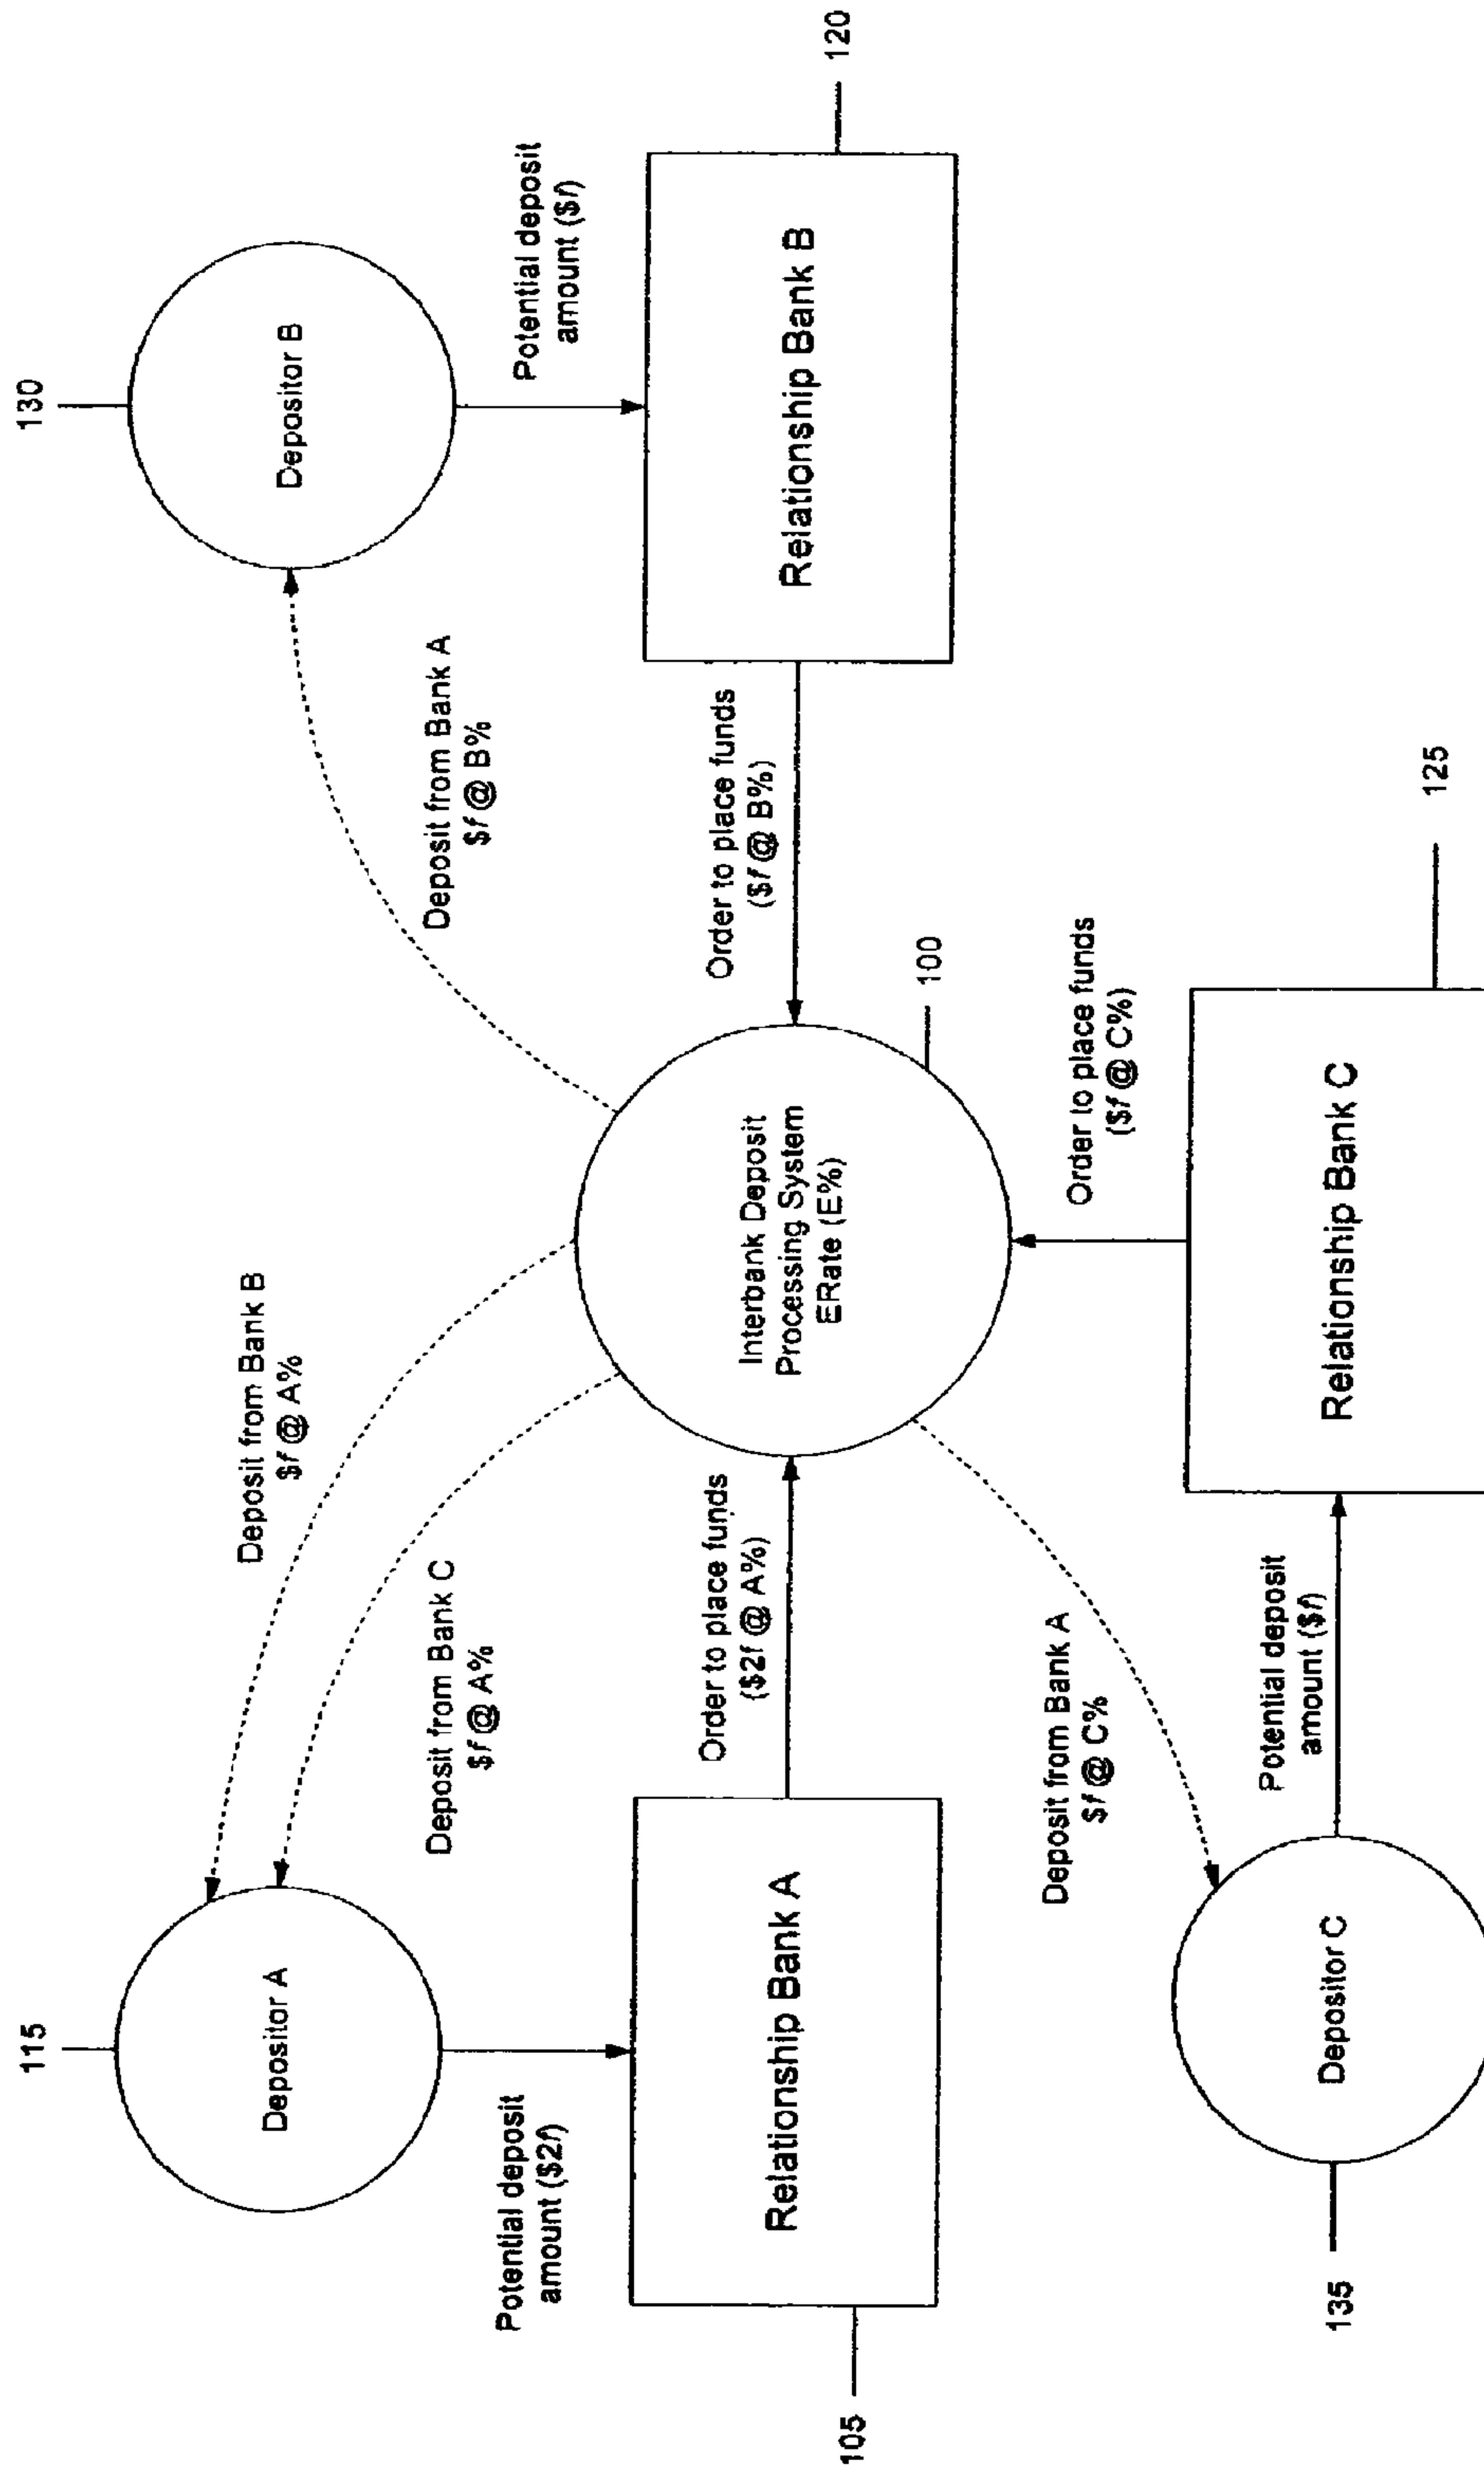 115
Depositor A
Potential deposit
amount ($2f)
Relationship Bank A
105
Deposit from Bank B
$f @ A%
Deposit from Bank C
$f @ A%
Order to place funds
($2f @ A%)
Interbank Deposit
Processing System
ERate (E%)
100
130
Depositor B
Potential deposit
amount ($f)
Relationship Bank B
120
Deposit from Bank A
$f @ B%
Order to place funds
($f @ B%)
Order to place funds
($f @ C%)
Deposit from Bank A
$f @ C%
Potential deposit
amount ($f)
Depositor C
135
Relationship Bank C
125